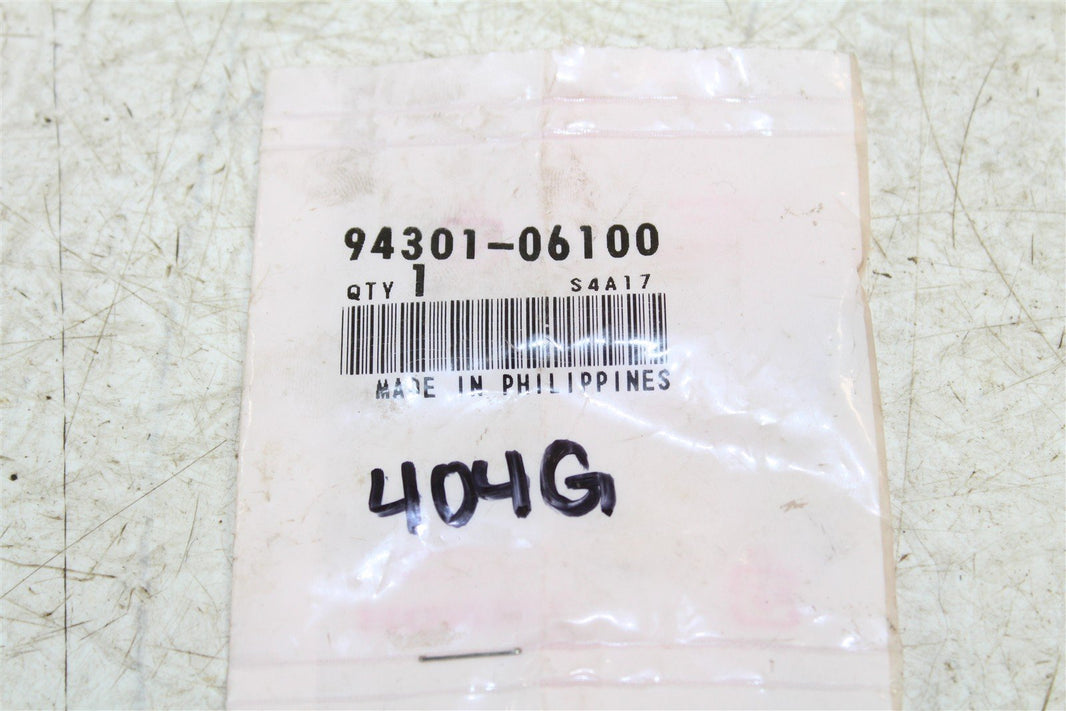 94301-06100
QTY 1 S4A17
MADE IN PHILIPPINES
404G